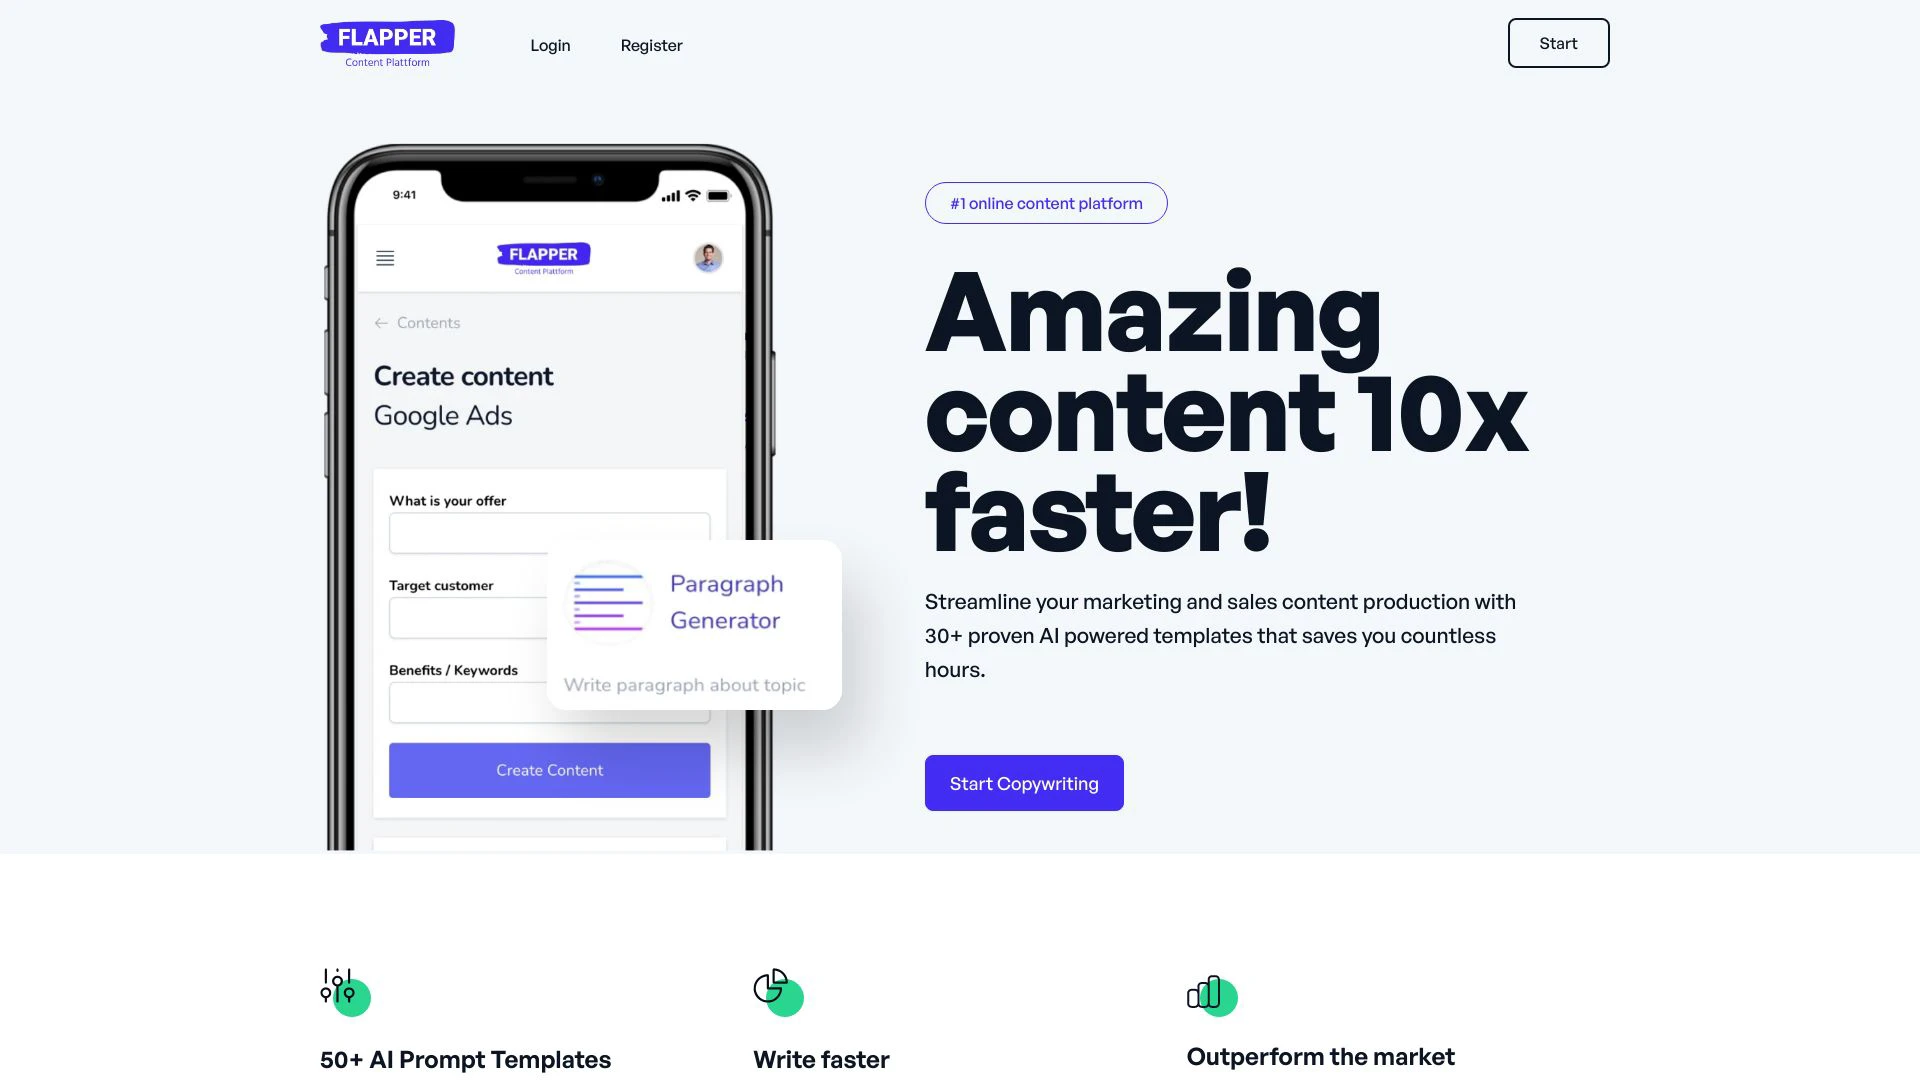 FLAPPER
Content Plattform
Login
Register
Start
9:41
FLAPPER
Content Plattform
Contents
Create content
Google Ads
What is your offer
Target customer
Benefits / Keywords
Paragraph
Generator
Write paragraph about topic
Create Content
#1 online content platform
Amazing
content 10x
faster!
Streamline your marketing and sales content production with
30+ proven AI powered templates that saves you countless
hours.
Start Copywriting
50+ AI Prompt Templates
Write faster
Outperform the market